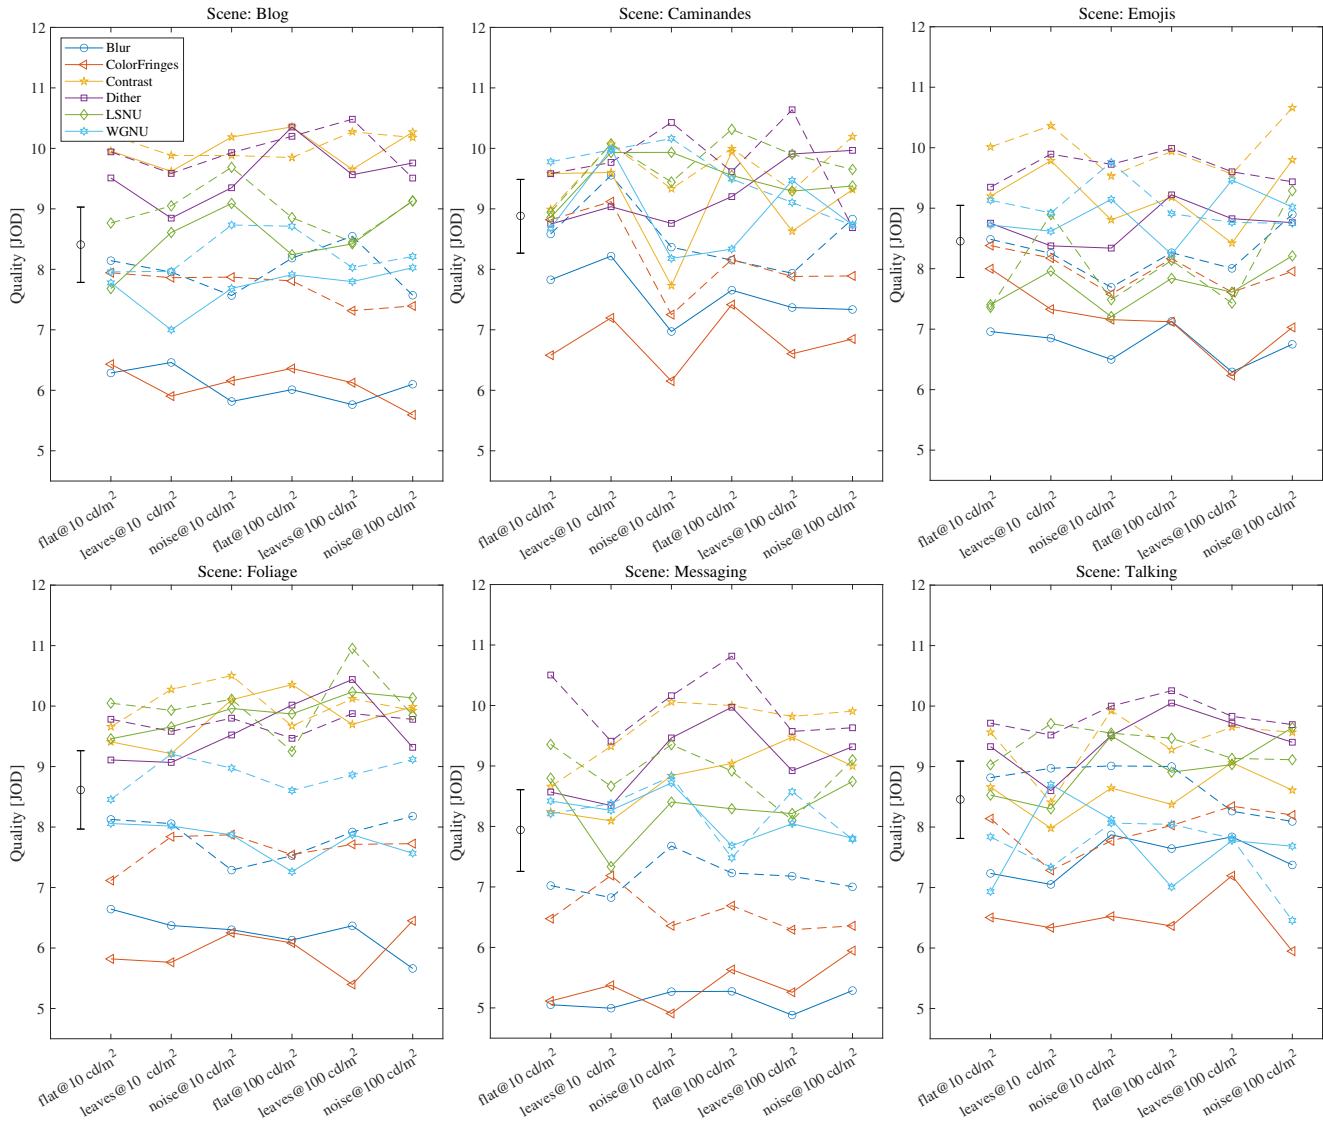 Scene: Blog
12
11
10
9
8
7
6
5
Quality [JOD]
Blur
ColorFringes
Contrast
Dither
LSNU
WGNU
flat@10 cd/m²
leaves@10 cd/m²
noise@10 cd/m²
flat@100 cd/m²
leaves@100 cd/m²
noise@100 cd/m²
Scene: Caminandes
12
11
10
9
8
7
6
5
Quality [JOD]
flat@10 cd/m²
leaves@10 cd/m²
noise@10 cd/m²
flat@100 cd/m²
leaves@100 cd/m²
noise@100 cd/m²
Scene: Emojis
12
11
10
9
8
7
6
5
Quality [JOD]
flat@10 cd/m²
leaves@10 cd/m²
noise@10 cd/m²
flat@100 cd/m²
leaves@100 cd/m²
noise@100 cd/m²
Scene: Foliage
12
11
10
9
8
7
6
5
Quality [JOD]
flat@10 cd/m²
leaves@10 cd/m²
noise@10 cd/m²
flat@100 cd/m²
leaves@100 cd/m²
noise@100 cd/m²
Scene: Messaging
12
11
10
9
8
7
6
5
Quality [JOD]
flat@10 cd/m²
leaves@10 cd/m²
noise@10 cd/m²
flat@100 cd/m²
leaves@100 cd/m²
noise@100 cd/m²
Scene: Talking
12
11
10
9
8
7
6
5
Quality [JOD]
flat@10 cd/m²
leaves@10 cd/m²
noise@10 cd/m²
flat@100 cd/m²
leaves@100 cd/m²
noise@100 cd/m²